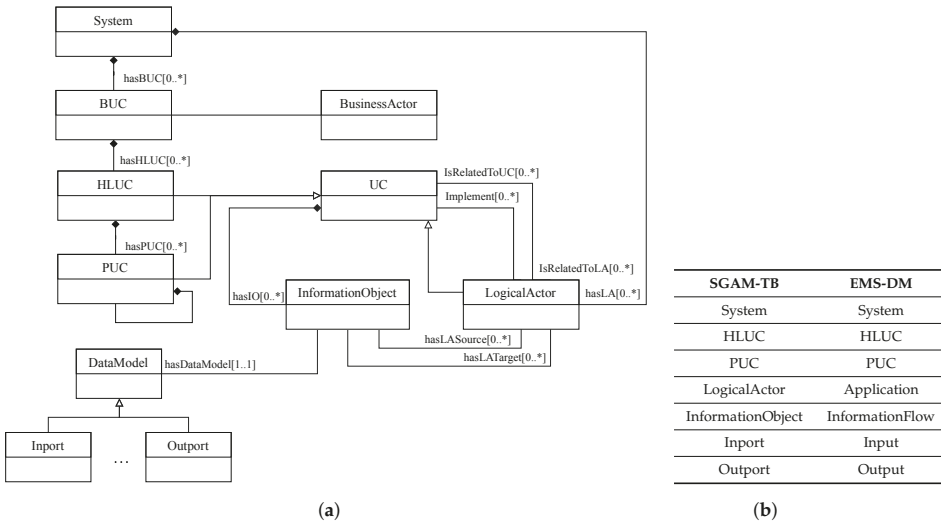 System
hasBUC[0..*]
BUC
BusinessActor
hasHLUC[0..*]
HLUC
UC
IsRelatedToUC[0..*]
Implement[0..*]
hasPUC[0..*]
PUC
IsRelatedToLA[0..*]
hasIO[0..*]
InformationObject
LogicalActor
hasLA[0..*]
hasLASource[0..*]
hasLATarget[0..*]
DataModel
hasDataModel[1..1]
Inport
...
Outport
(a)
SGAM-TB EMS-DM
System System
HLUC HLUC
PUC PUC
LogicalActor Application
InformationObject InformationFlow
Inport Input
Outport Output
(b)